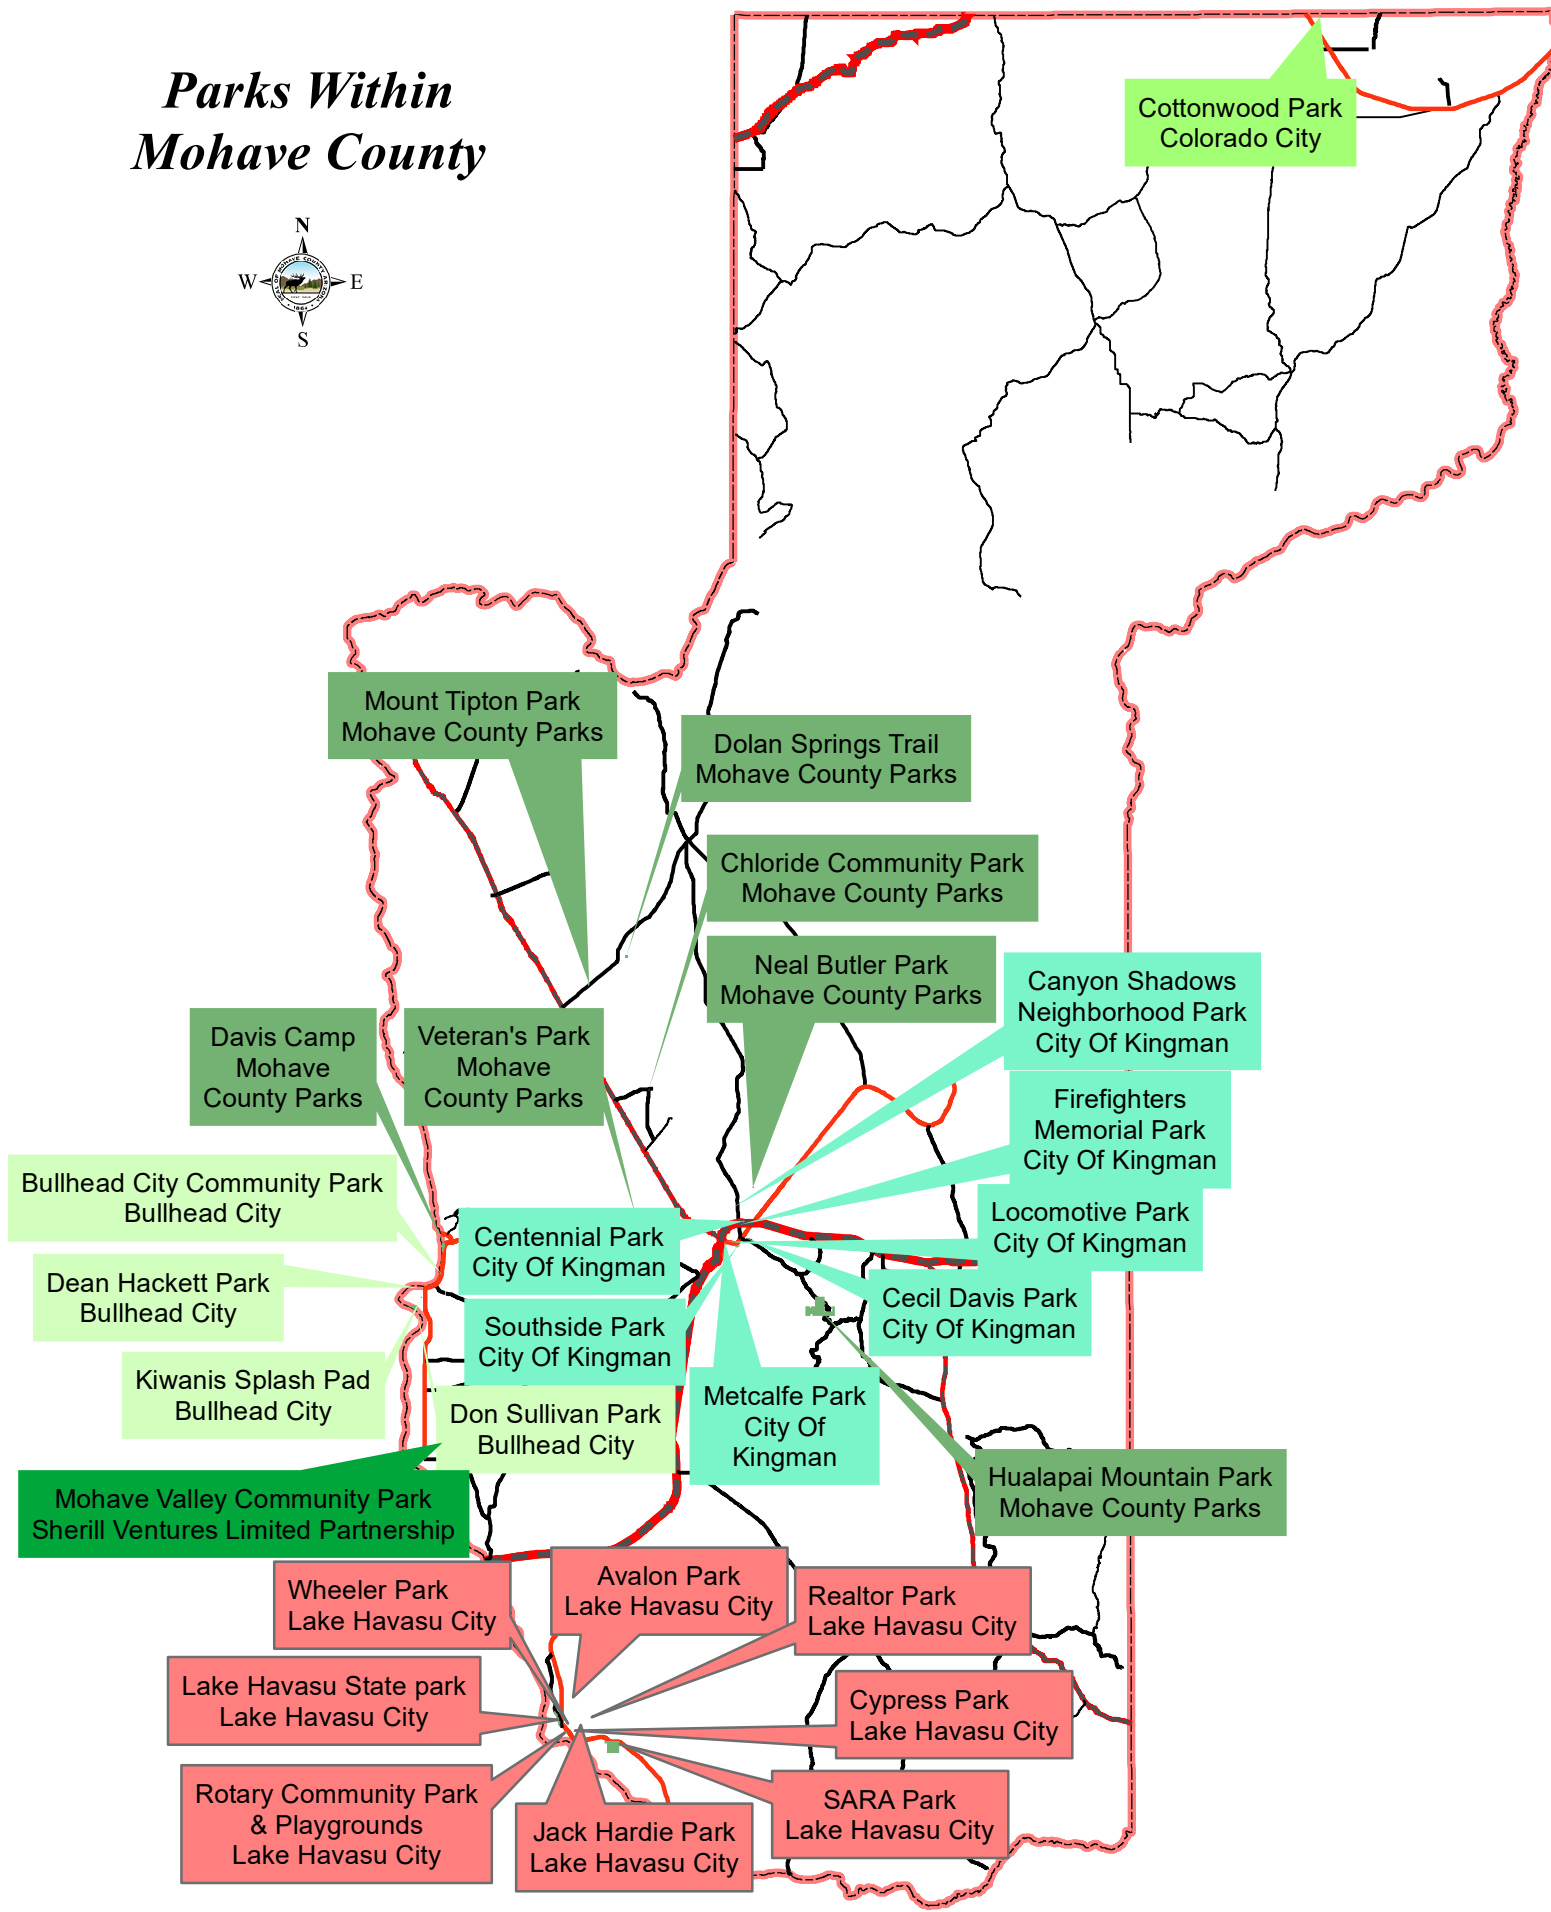 Parks Within
Mohave County
N
W
E
S
SEAL OF MOHAVE COUNTY ARIZONA
1864
Cottonwood Park
Colorado City
Mount Tipton Park
Mohave County Parks
Dolan Springs Trail
Mohave County Parks
Chloride Community Park
Mohave County Parks
Neal Butler Park
Mohave County Parks
Canyon Shadows
Neighborhood Park
City Of Kingman
Davis Camp
Mohave
County Parks
Veteran's Park
Mohave
County Parks
Firefighters
Memorial Park
City Of Kingman
Bullhead City Community Park
Bullhead City
Centennial Park
City Of Kingman
Locomotive Park
City Of Kingman
Dean Hackett Park
Bullhead City
Southside Park
City Of Kingman
Cecil Davis Park
City Of Kingman
Kiwanis Splash Pad
Bullhead City
Don Sullivan Park
Bullhead City
Metcalfe Park
City Of
Kingman
Mohave Valley Community Park
Sherill Ventures Limited Partnership
Hualapai Mountain Park
Mohave County Parks
Wheeler Park
Lake Havasu City
Avalon Park
Lake Havasu City
Realtor Park
Lake Havasu City
Lake Havasu State park
Lake Havasu City
Cypress Park
Lake Havasu City
Rotary Community Park
& Playgrounds
Lake Havasu City
Jack Hardie Park
Lake Havasu City
SARA Park
Lake Havasu City